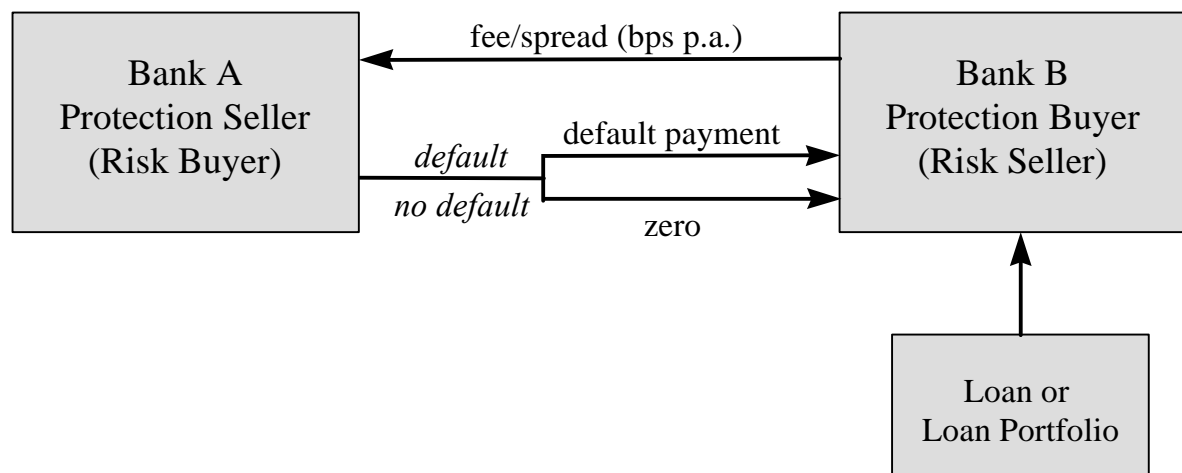 fee/spread (bps p.a.)
Bank A
Protection Seller
(Risk Buyer)
default
no default
default payment
zero
Bank B
Protection Buyer
(Risk Seller)
Loan or
Loan Portfolio